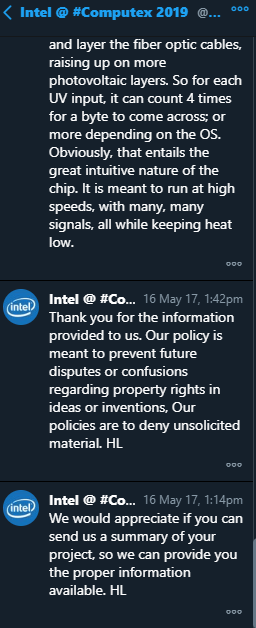 Intel @ #Computex 2019 @...
and layer the fiber optic cables,
raising up on more
photovoltaic layers. So for each
UV input, it can count 4 times
for a byte to come across; or
more depending on the OS.
Obviously, that entails the
great intuitive nature of the
chip. It is meant to run at high
speeds, with many, many
signals, all while keeping heat
low.
intel
Intel @ #Co... 16 May 17, 1:42pm
Thank you for the information
provided to us. Our policy is
meant to prevent future
disputes or confusions
regarding property rights in
ideas or inventions, Our
policies are to deny unsolicited
material. HL
intel
Intel @ #Co... 16 May 17, 1:14pm
We would appreciate if you can
send us a summary of your
project, so we can provide you
the proper information
available. HL